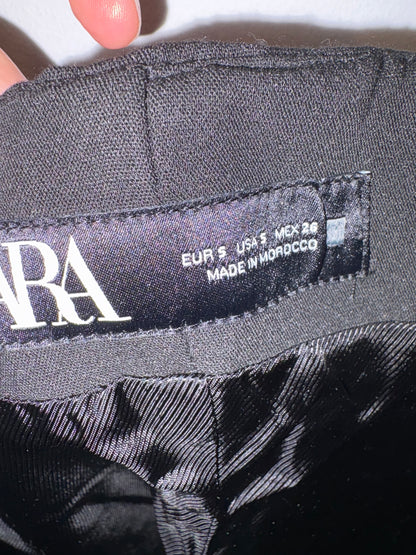 ARA
EUR S USA S MEX 26
MADE IN MOROCCO